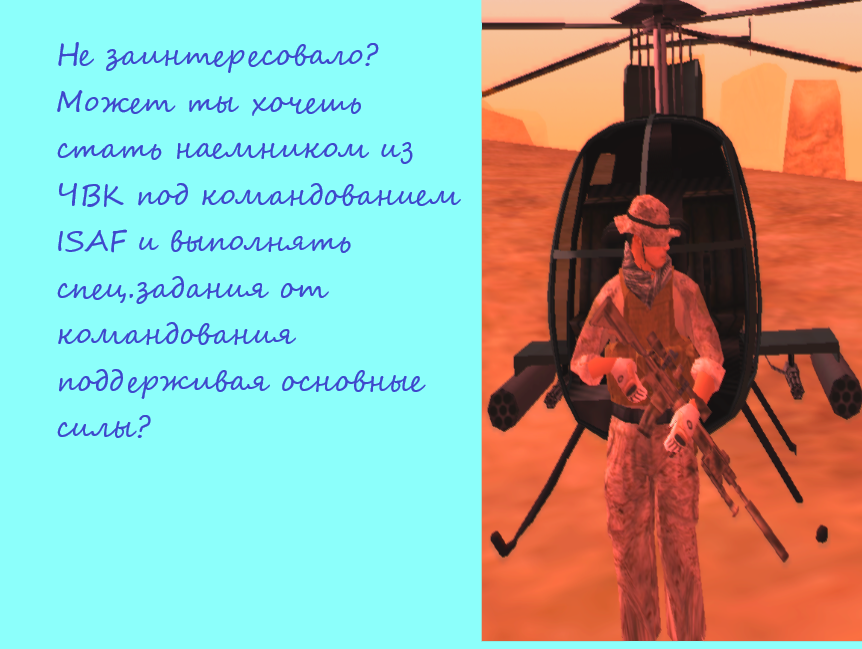 Не заинтересовало?
Может ты хочешь
стать наемником из
ЧВК под командованием
ISAF и выполнять
спец.задания от
командования
поддерживая основные
силы?